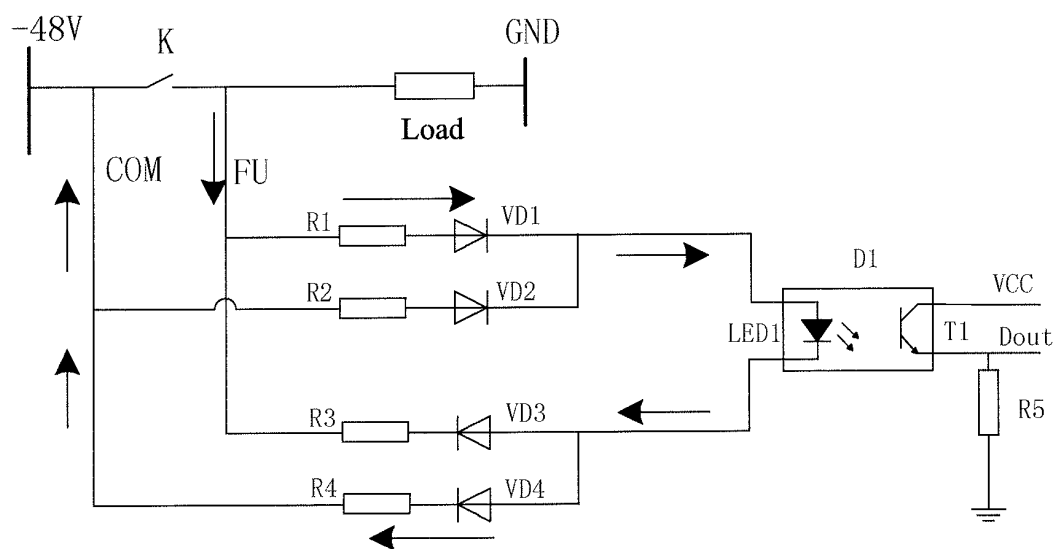 -48V
K
GND
Load
COM
FU
R1
VD1
R2
VD2
D1
VCC
LED1
T1
Dout
R3
VD3
R5
R4
VD4